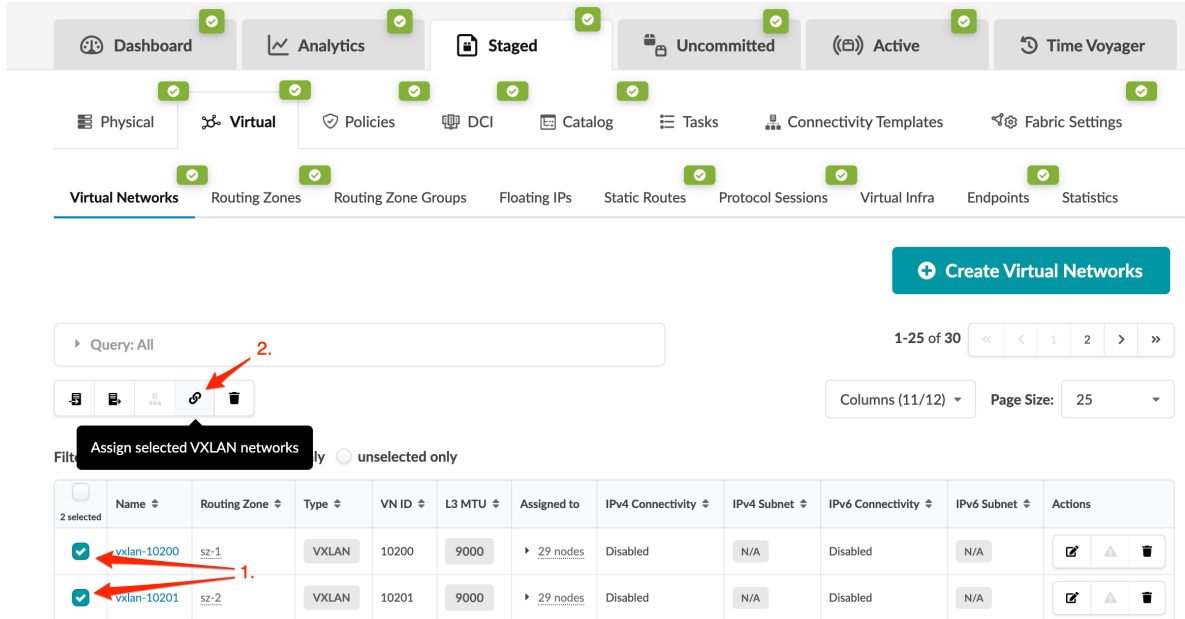 Dashboard Analytics Staged Uncommitted Active Time Voyager
Physical Virtual Policies DCI Catalog Tasks Connectivity Templates Fabric Settings
Virtual Networks Routing Zones Routing Zone Groups Floating IPs Static Routes Protocol Sessions Virtual Infra Endpoints Statistics
Create Virtual Networks
Query: All
2.
1-25 of 30 « < 1 2 > »
Columns (11/12) Page Size: 25
Assign selected VXLAN networks
unselected only
2 selected Name Routing Zone Type VN ID L3 MTU Assigned to IPv4 Connectivity IPv4 Subnet IPv6 Connectivity IPv6 Subnet Actions
vxlan-10200 sz-1 VXLAN 10200 9000 29 nodes Disabled N/A Disabled N/A
1.
vxlan-10201 sz-2 VXLAN 10201 9000 29 nodes Disabled N/A Disabled N/A